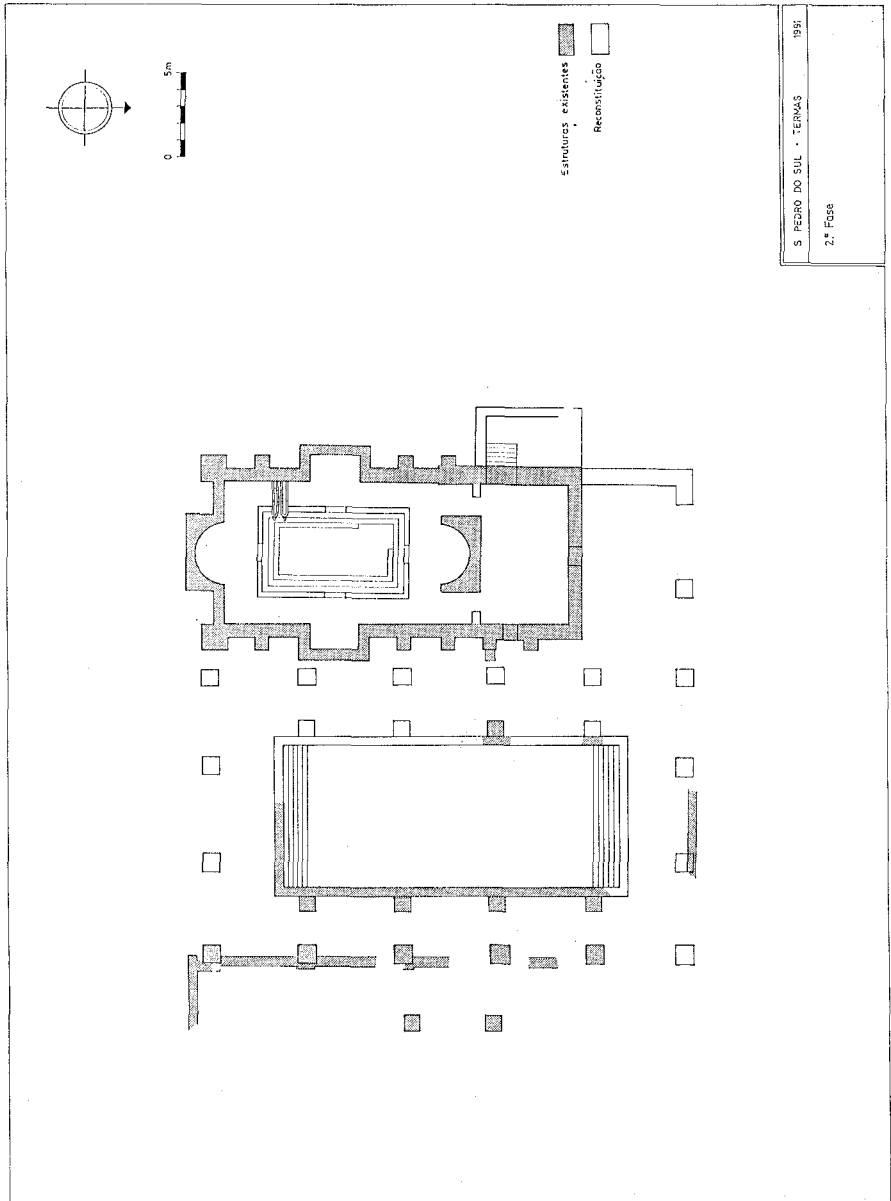 0 5m
Estruturas existentes
Reconstituição
S. PEDRO DO SUL - TERMAS 1991
2.ª Fase